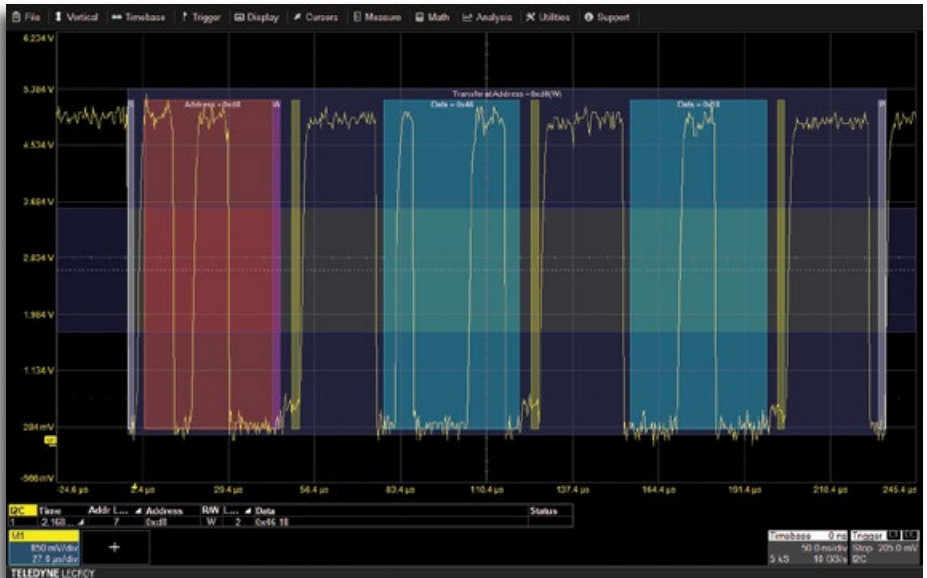 File Vertical Timebase Trigger Display Cursors Measure Math Analysis Utilities Support
6.234 V
5.384 V
Transfer at Address = 0xd8(W)
S Address = 0xd8 W Data = 0x46 Data = 0x18 P
4.534 V
3.684 V
2.834 V
1.984 V
1.134 V
284 mV
-566 mV
-24.6 µs 2.4 µs 29.4 µs 56.4 µs 83.4 µs 110.4 µs 137.4 µs 164.4 µs 191.4 µs 218.4 µs 245.4 µs
I2C Time Addr L... Address R/W L... Data Status
1 2.168... 7 0xd8 W 2 0x46 18
M1
850 mV/div
27.0 µs/div
Timebase 0 ns Trigger
50.0 ns/div Stop 205.0 mV
5 kS 10 GS/s I2C
TELEDYNE LECROY